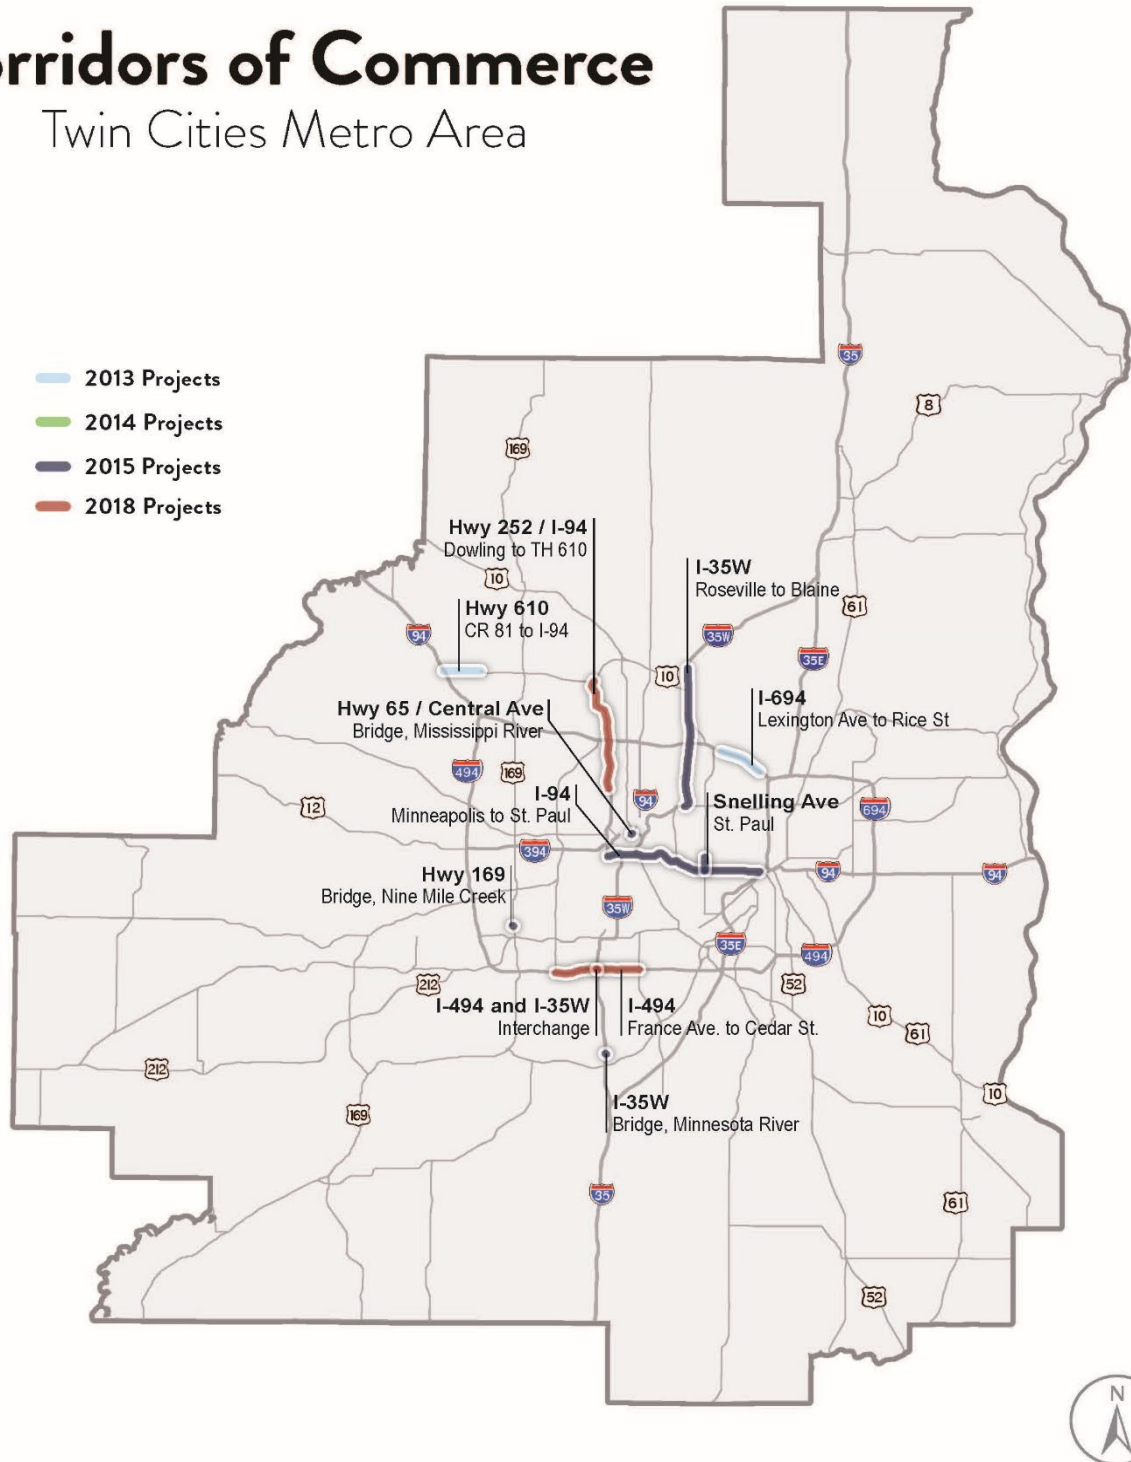 orridors of Commerce
Twin Cities Metro Area
2013 Projects
2014 Projects
2015 Projects
2018 Projects
35
8
169
Hwy 252 / I-94
Dowling to TH 610
10
I-35W
Roseville to Blaine
61
Hwy 610
CR 81 to I-94
94
35W
35E
10
I-694
Lexington Ave to Rice St
Hwy 65 / Central Ave
Bridge, Mississippi River
494
169
12
I-94
Minneapolis to St. Paul
94
Snelling Ave
St. Paul
694
394
94
94
Hwy 169
Bridge, Nine Mile Creek
35W
35E
494
212
52
I-494 and I-35W
Interchange
I-494
France Ave. to Cedar St.
10
61
212
10
169
I-35W
Bridge, Minnesota River
35
61
52
N